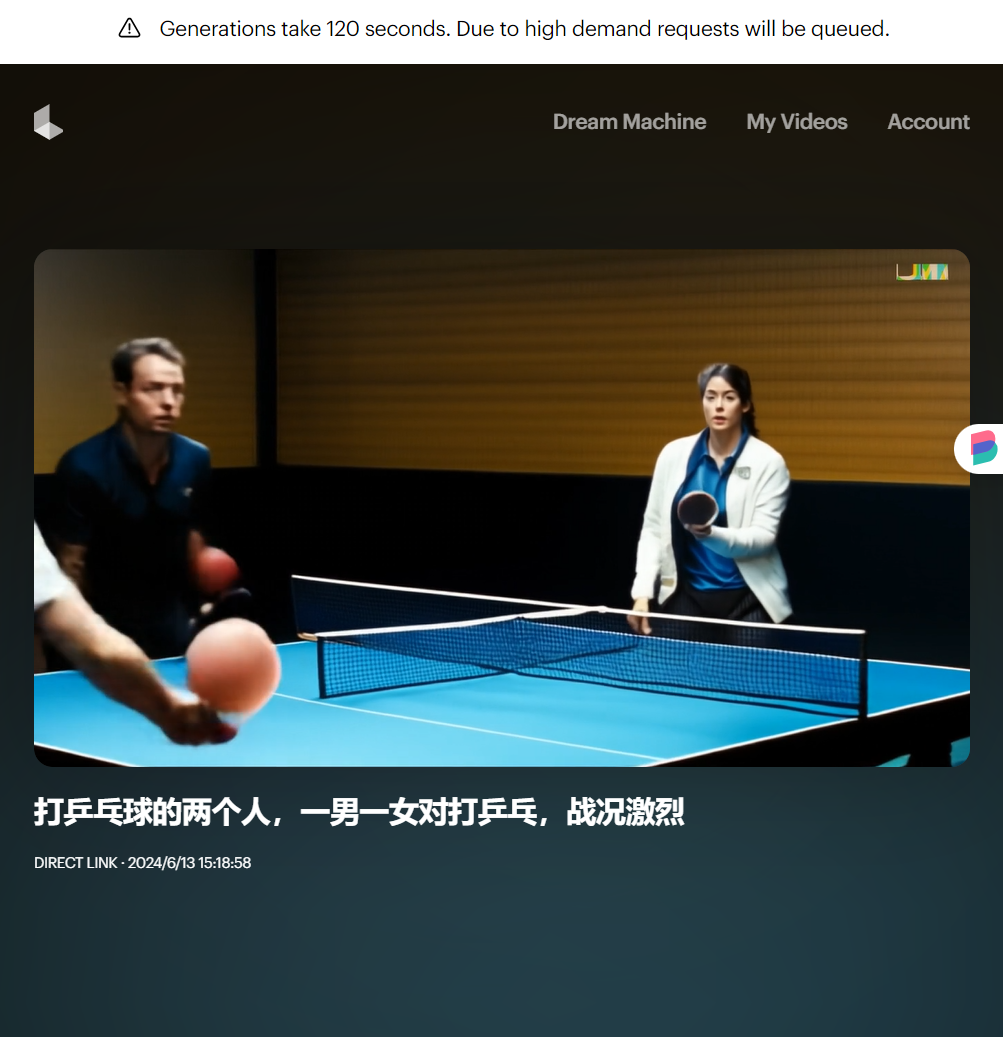 Generations take 120 seconds. Due to high demand requests will be queued.
Dream Machine My Videos Account
打乒乓球的两个人，一男一女对打乒乓，战况激烈
DIRECT LINK · 2024/6/13 15:18:58